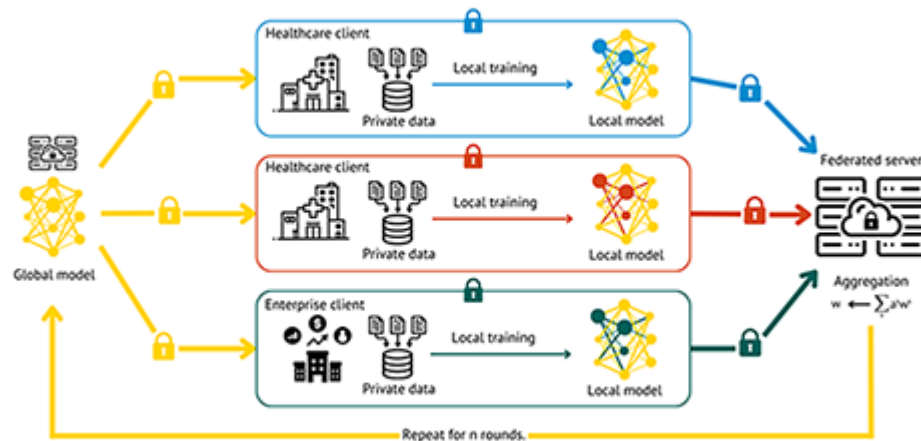 Healthcare client
Local training
Private data
Local model
Healthcare client
Local training
Private data
Local model
Enterprise client
Local training
Private data
Local model
Global model
Federated server
Aggregation
w ⟵ ∑ aⁱwⁱ
Repeat for n rounds.